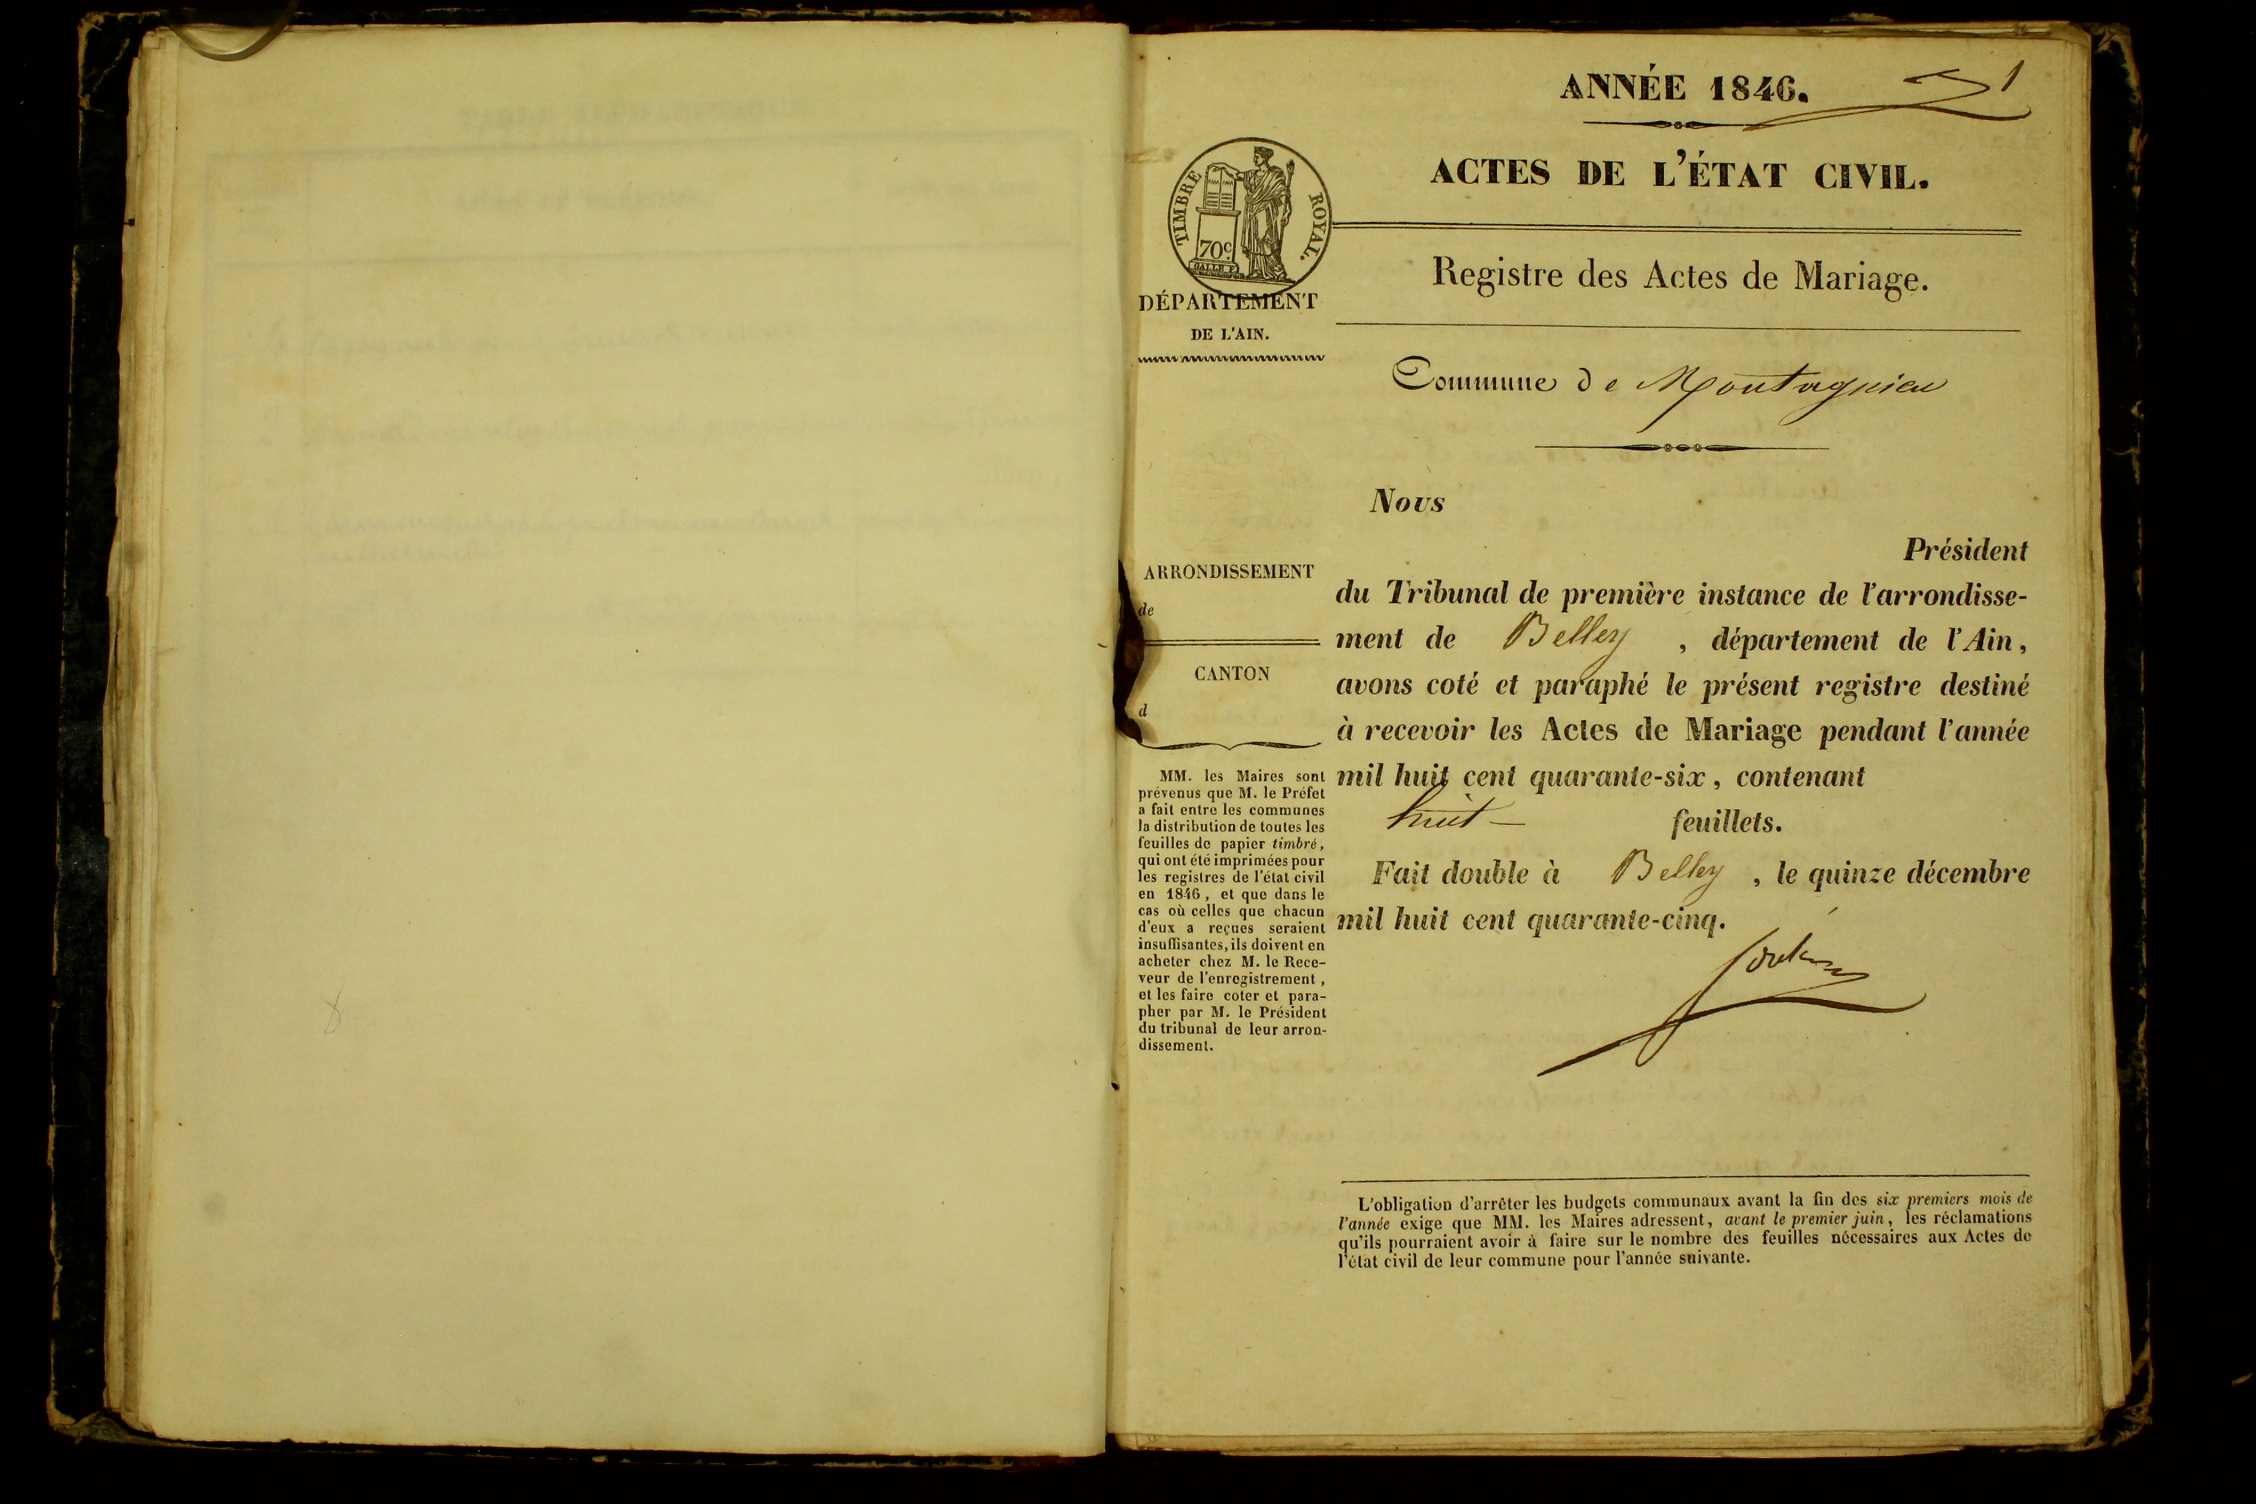 ANNÉE 1846.
1
ACTES DE L'ÉTAT CIVIL.
TIMBRE ROYAL.
70c
DÉPARTEMENT
DE L'AIN.
Registre des Actes de Mariage.
Commune de Montagnieu
ARRONDISSEMENT
de
CANTON
d
MM. les Maires sont
prévenus que M. le Préfet
a fait entre les communes
la distribution de toutes les
feuilles de papier timbré,
qui ont été imprimées pour
les registres de l'état civil
en 1846, et que dans le
cas où celles que chacun
d'eux a reçues seraient
insuffisantes, ils doivent en
acheter chez M. le Rece-
veur de l'enregistrement,
et les faire coter et para-
pher par M. le Président
du tribunal de leur arron-
dissement.
Nous
Président
du Tribunal de première instance de l'arrondisse-
ment de Belley, département de l'Ain,
avons coté et paraphé le présent registre destiné
à recevoir les Actes de Mariage pendant l'année
mil huit cent quarante-six, contenant
huit — feuillets.
Fait double à Belley, le quinze décembre
mil huit cent quarante-cinq.
L'obligation d'arrêter les budgets communaux avant la fin des six premiers mois de
l'année exige que MM. les Maires adressent, avant le premier juin, les réclamations
qu'ils pourraient avoir à faire sur le nombre des feuilles nécessaires aux Actes de
l'état civil de leur commune pour l'année suivante.